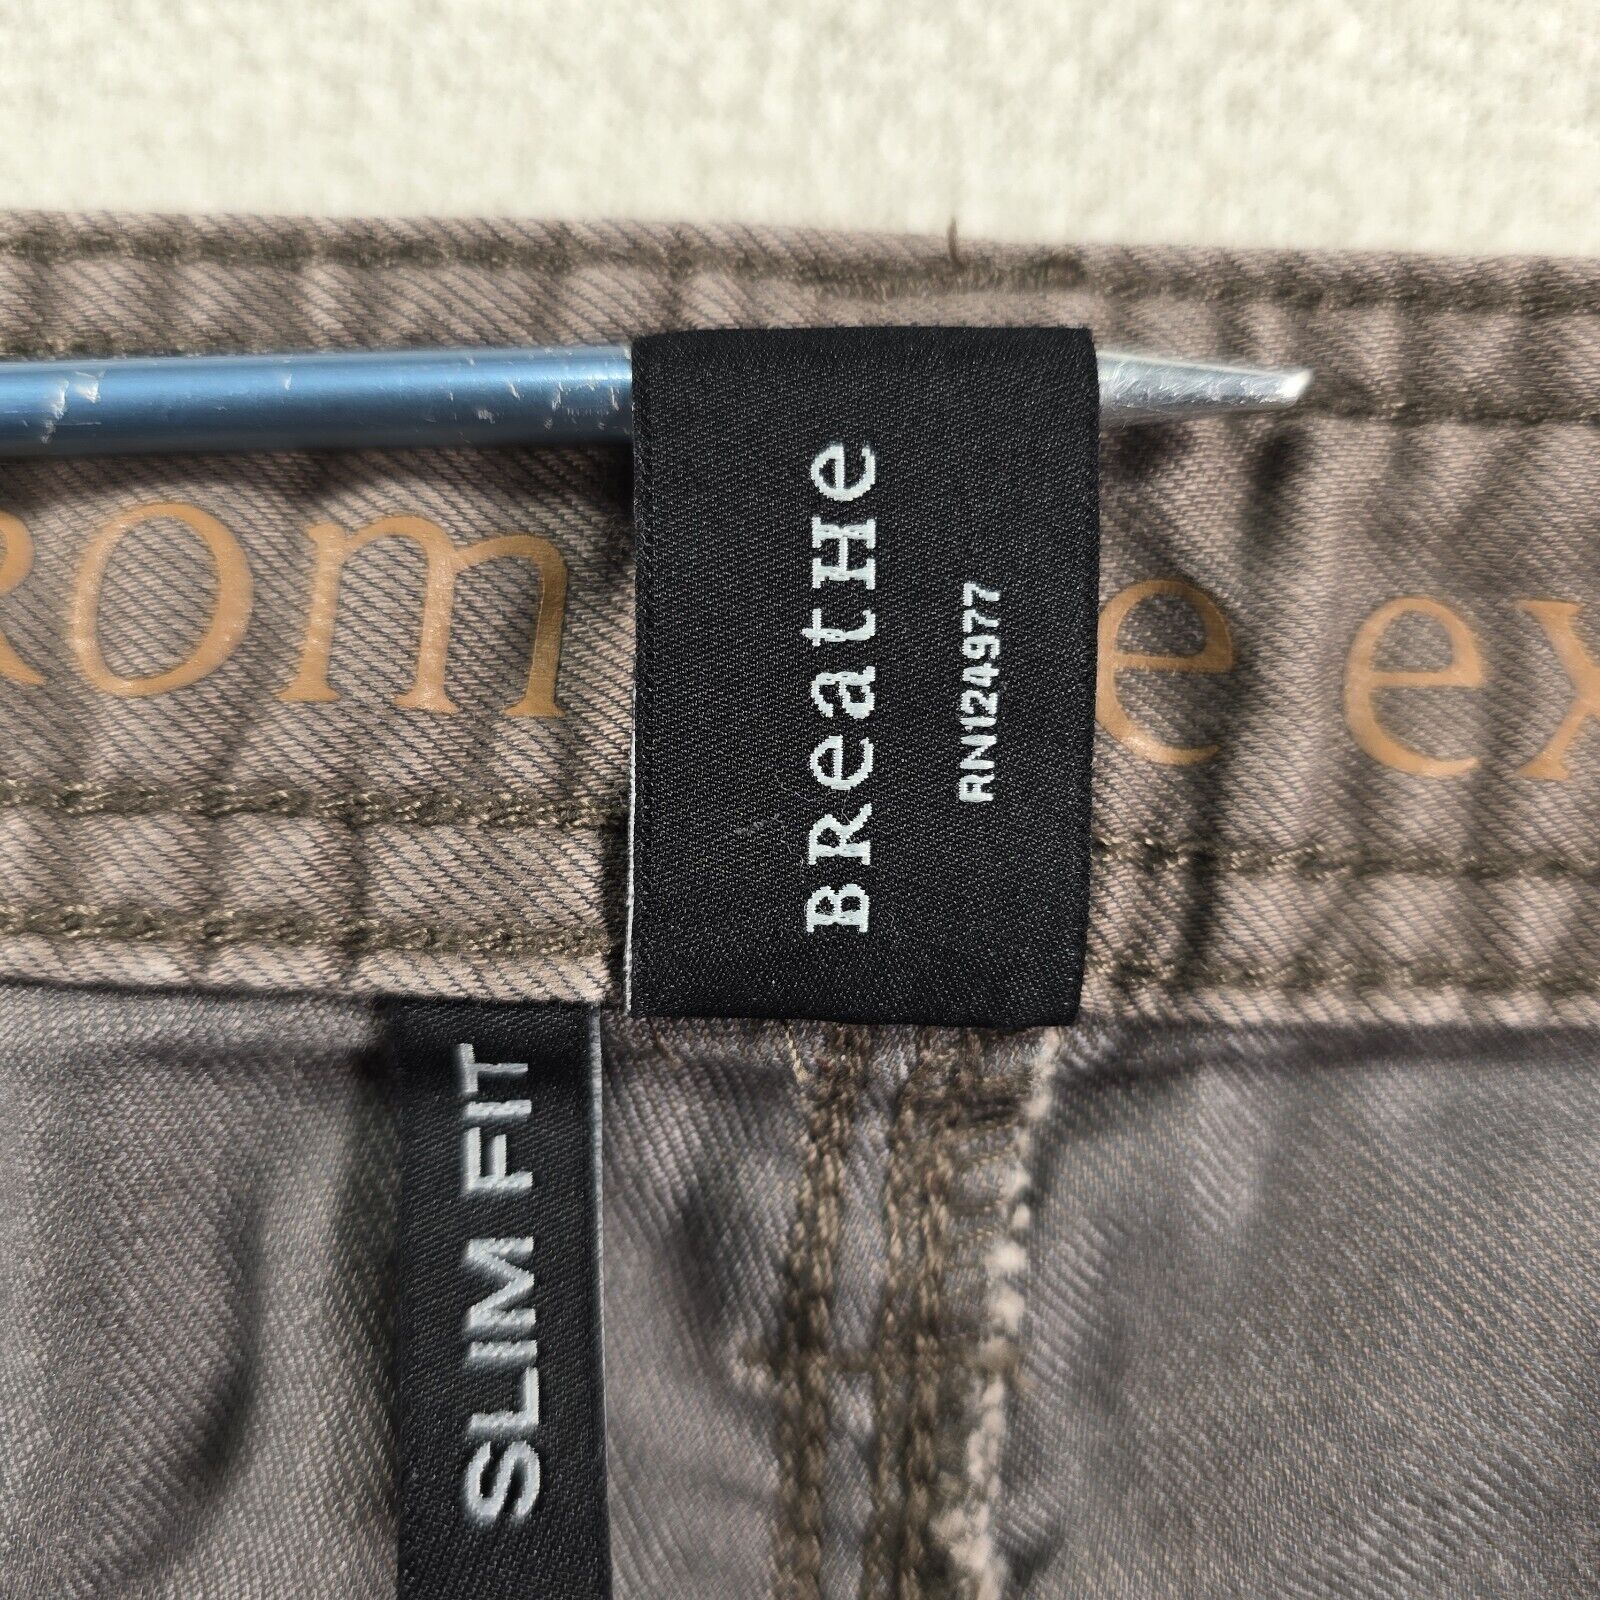 Rom
e ex
BReatHe
RN124977
SLIM FIT